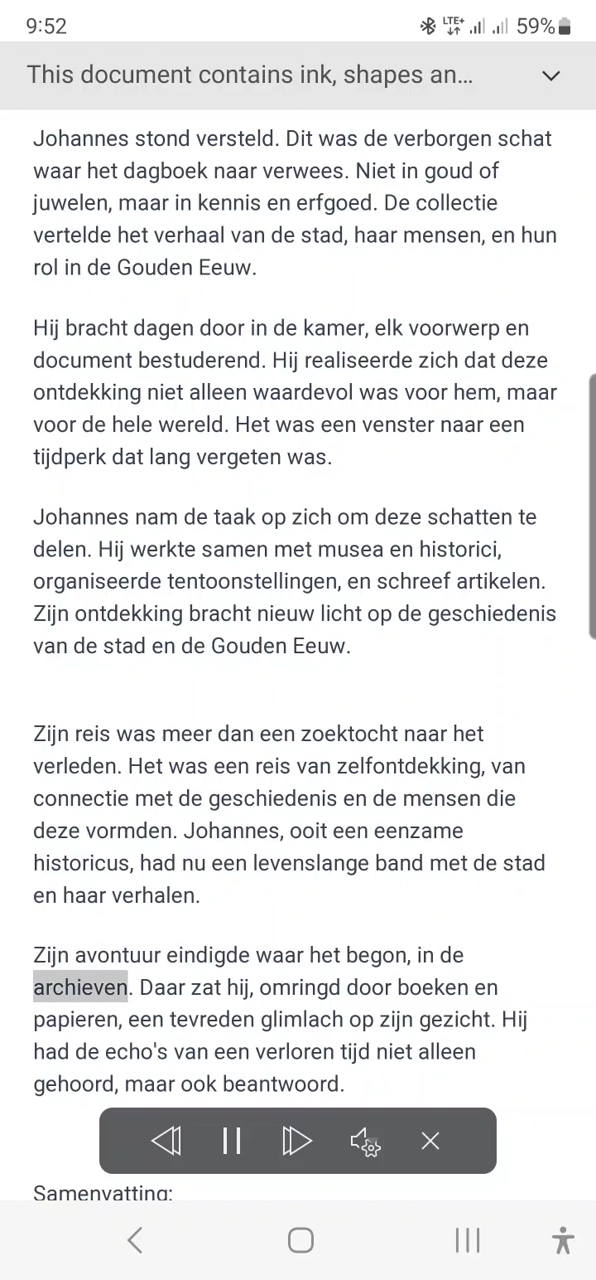 9:52
LTE+
59%
This document contains ink, shapes an...
Johannes stond versteld. Dit was de verborgen schat
waar het dagboek naar verwees. Niet in goud of
juwelen, maar in kennis en erfgoed. De collectie
vertelde het verhaal van de stad, haar mensen, en hun
rol in de Gouden Eeuw.
Hij bracht dagen door in de kamer, elk voorwerp en
document bestuderend. Hij realiseerde zich dat deze
ontdekking niet alleen waardevol was voor hem, maar
voor de hele wereld. Het was een venster naar een
tijdperk dat lang vergeten was.
Johannes nam de taak op zich om deze schatten te
delen. Hij werkte samen met musea en historici,
organiseerde tentoonstellingen, en schreef artikelen.
Zijn ontdekking bracht nieuw licht op de geschiedenis
van de stad en de Gouden Eeuw.
Zijn reis was meer dan een zoektocht naar het
verleden. Het was een reis van zelfontdekking, van
connectie met de geschiedenis en de mensen die
deze vormden. Johannes, ooit een eenzame
historicus, had nu een levenslange band met de stad
en haar verhalen.
Zijn avontuur eindigde waar het begon, in de
archieven. Daar zat hij, omringd door boeken en
papieren, een tevreden glimlach op zijn gezicht. Hij
had de echo's van een verloren tijd niet alleen
gehoord, maar ook beantwoord.
Samenvatting: